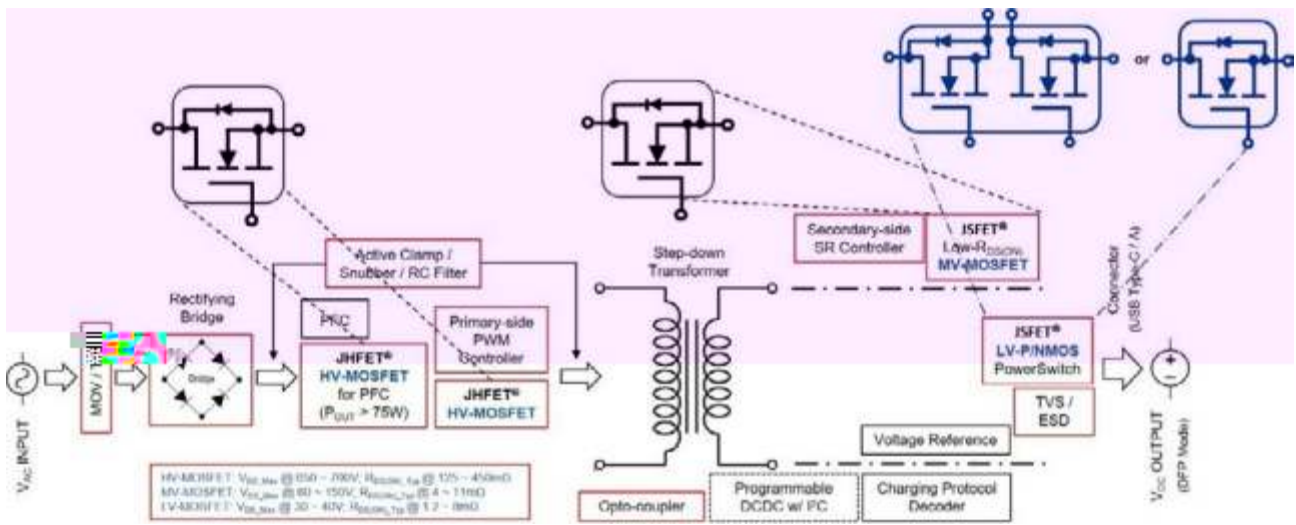 or
Secondary-side
SR Controller
JSFET®
Low-R_DS(ON)
MV-MOSFET
Active Clamp /
Snubber / RC Filter
Step-down
Transformer
Connector
(USB Type-C / A)
Rectifying
Bridge
PFC
Primary-side
PWM
Controller
JHFET®
HV-MOSFET
for PFC
(P_OUT > 75W)
JHFET®
HV-MOSFET
JSFET®
LV-P/NMOS
PowerSwitch
TVS /
ESD
MOV /
Bridge
V_AC INPUT
Voltage Reference
V_CC OUTPUT
(DFP Mode)
HV-MOSFET: V_DS_Max @ 650 ~ 700V; R_DS(ON)_Typ @ 125 ~ 450mΩ
MV-MOSFET: V_DS_Max @ 60 ~ 150V; R_DS(ON)_Typ @ 4 ~ 11mΩ
LV-MOSFET: V_DS_Max @ 30 ~ 40V; R_DS(ON)_Typ @ 1.2 ~ 8mΩ
Opto-coupler
Programmable
DCDC w/ I²C
Charging Protocol
Decoder